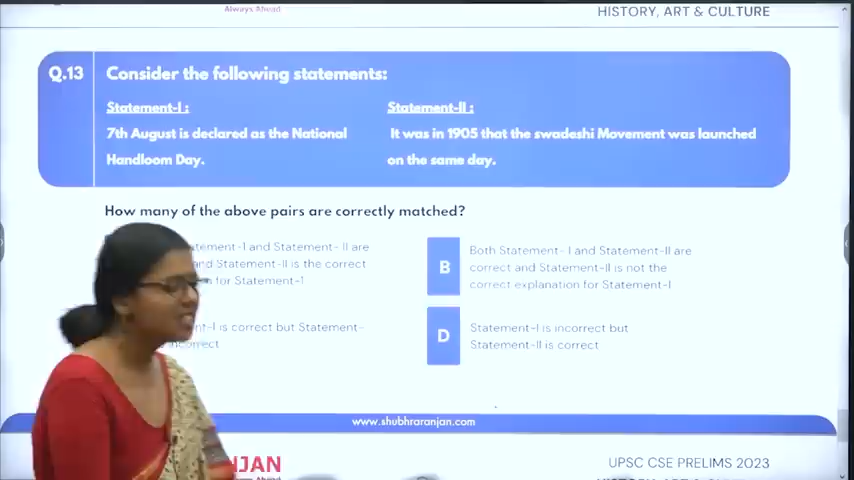 Always Ahead
HISTORY, ART & CULTURE
Q.13
Consider the following statements:
Statement-I :
7th August is declared as the National
Handloom Day.
Statement-II :
It was in 1905 that the swadeshi Movement was launched
on the same day.
How many of the above pairs are correctly matched?
Statement-I and Statement- II are
and Statement-II is the correct
for Statement-1
B
Both Statement- I and Statement-II are
correct and Statement-II is not the
correct explanation for Statement-I
-I is correct but Statement-
incorrect
D
Statement-I is incorrect but
Statement-II is correct
www.shubhraranjan.com
NJAN
UPSC CSE PRELIMS 2023
HISTORY, ART & CULTURE